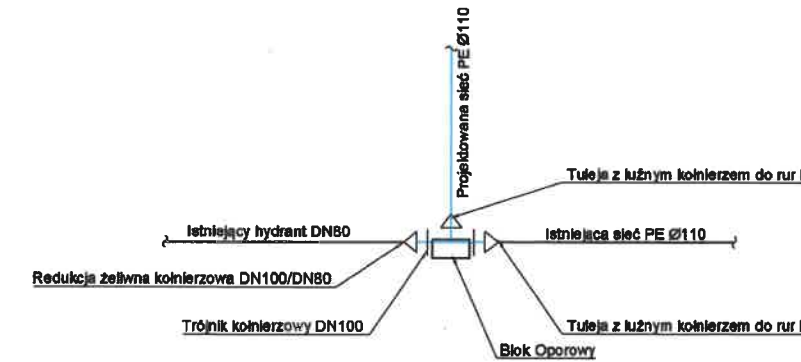 Projektowana sieć PE Ø110
Tuleja z luźnym kołnierzem do rur
Istniejący hydrant DN80
Istniejąca sieć PE Ø110
Redukcja żeliwna kołnierzowa DN100/DN80
Trójnik kołnierzowy DN100
Tuleja z luźnym kołnierzem do rur
Blok Oporowy